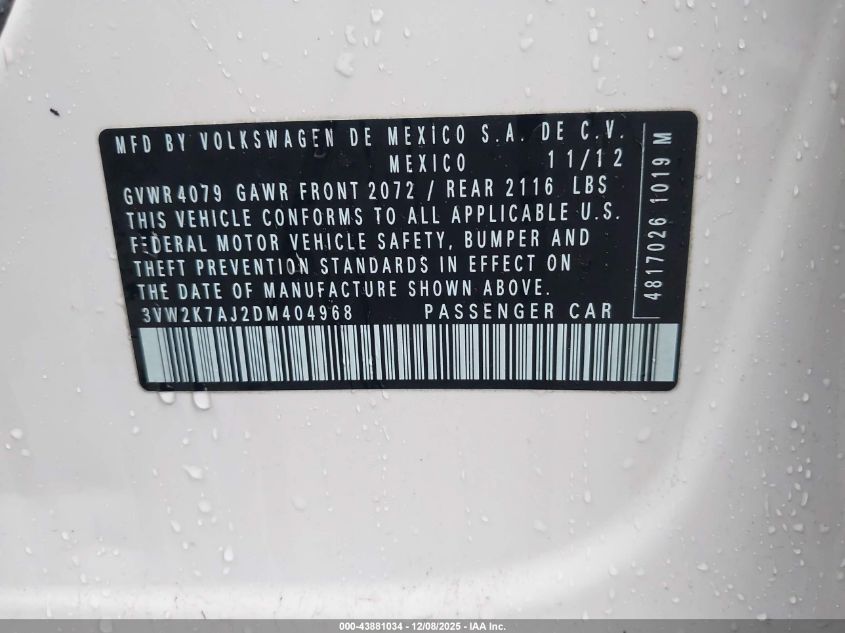 MFD BY VOLKSWAGEN DE MEXICO S.A. DE C.V.
MEXICO 11/12
GVWR 4079 GAWR FRONT 2072 / REAR 2116 LBS
THIS VEHICLE CONFORMS TO ALL APPLICABLE U.S.
FEDERAL MOTOR VEHICLE SAFETY, BUMPER AND
THEFT PREVENTION STANDARDS IN EFFECT ON
THE DATE OF MANUFACTURE SHOWN ABOVE.
3VW2K7AJ2DM404968 PASSENGER CAR
4817026 1019 M
000-43881034 - 12/08/2025 - IAA Inc.